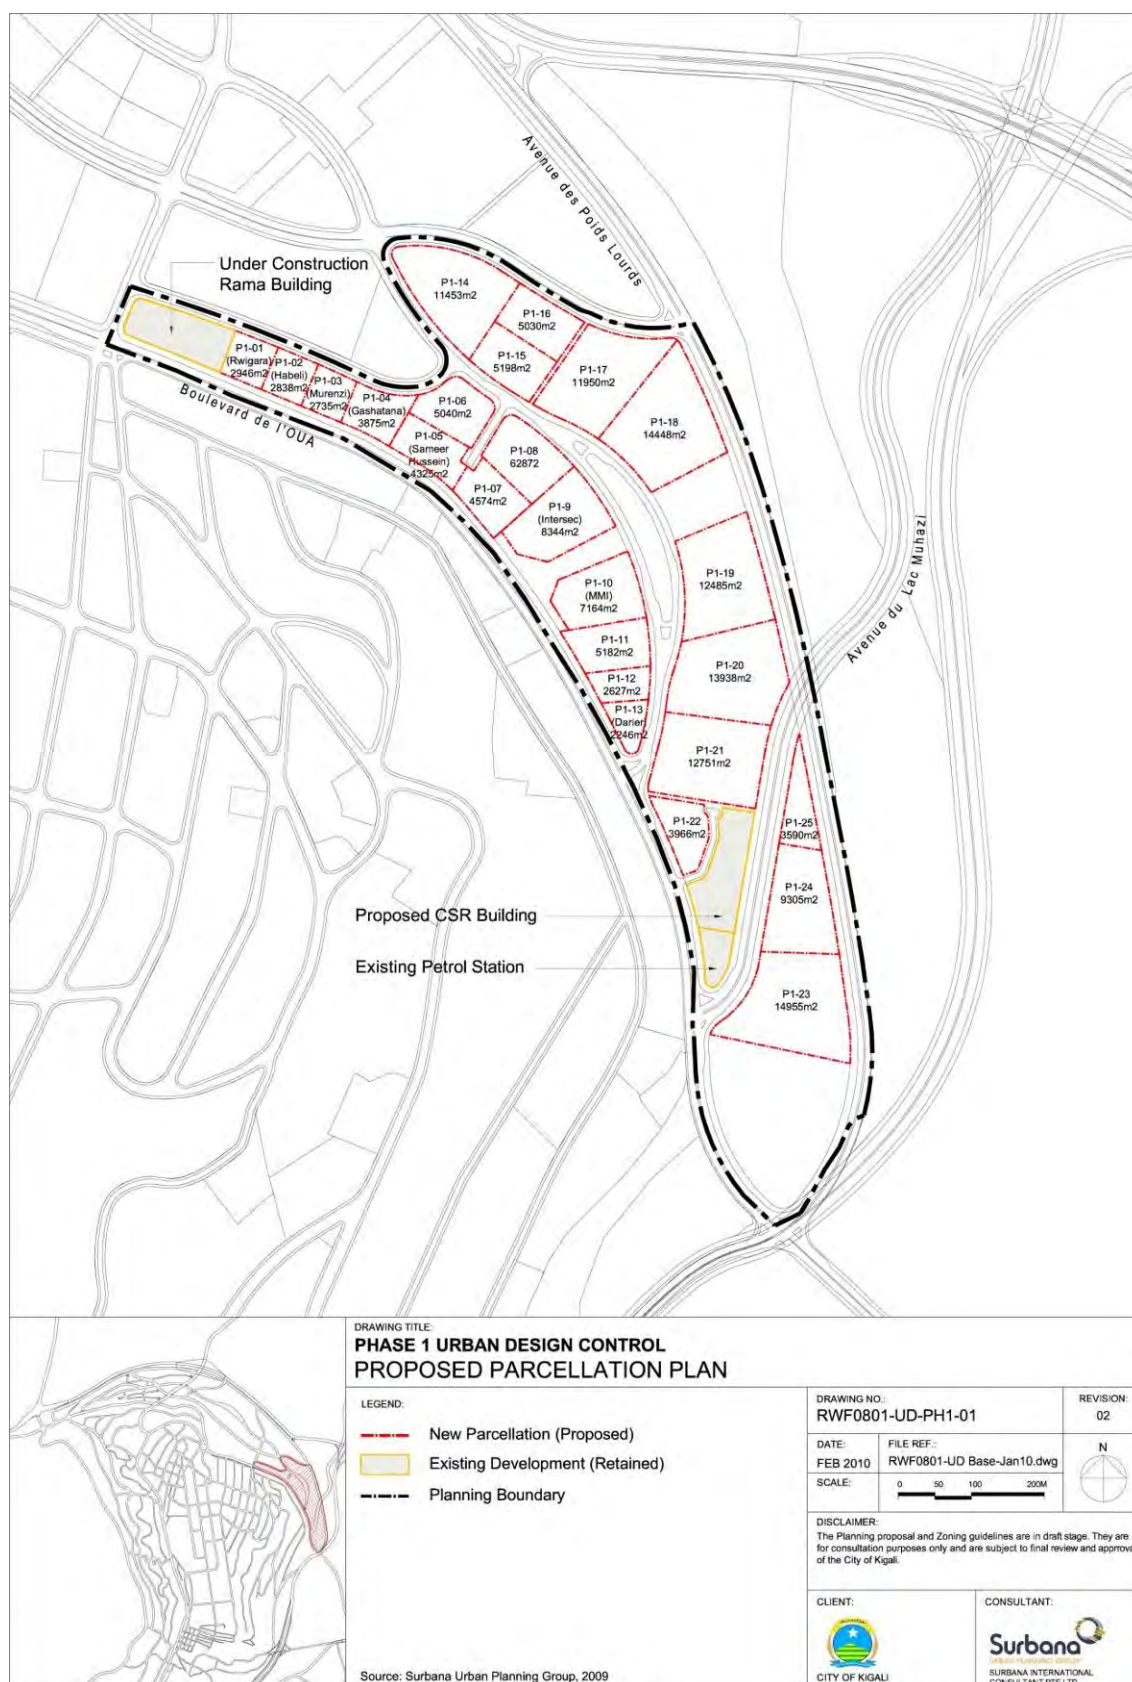 Avenue des Poids Lourds
Under Construction
Rama Building
P1-14
11453m2
P1-16
5030m2
P1-15
5198m2
P1-17
11950m2
P1-18
14448m2
P1-01
(Rwigara)
2946m2
P1-02
(Habeli)
2838m2
P1-03
(Murenzi)
2735m2
P1-04
(Gashatana)
3875m2
P1-06
5040m2
P1-05
(Sameer
Hussein)
4325m2
Boulevard de l'OUA
P1-08
62872
P1-07
4574m2
P1-9
(Intersec)
8344m2
P1-10
(MMI)
7164m2
P1-11
5182m2
P1-12
2627m2
P1-13
(Darier)
2246m2
P1-19
12485m2
P1-20
13938m2
P1-21
12751m2
Avenue du Lac Muhazi
P1-22
3966m2
P1-25
3590m2
P1-24
9305m2
P1-23
14955m2
Proposed CSR Building
Existing Petrol Station
DRAWING TITLE:
PHASE 1 URBAN DESIGN CONTROL
PROPOSED PARCELLATION PLAN
LEGEND:
New Parcellation (Proposed)
Existing Development (Retained)
Planning Boundary
Source: Surbana Urban Planning Group, 2009
DRAWING NO.:
RWF0801-UD-PH1-01
REVISION:
02
DATE:
FEB 2010
FILE REF.:
RWF0801-UD Base-Jan10.dwg
N
SCALE:
0 50 100 200M
DISCLAIMER:
The Planning proposal and Zoning guidelines are in draft stage. They are
for consultation purposes only and are subject to final review and approva
of the City of Kigali.
CLIENT:
CITY OF KIGALI
CONSULTANT:
Surbana
URBAN PLANNING GROUP
SURBANA INTERNATIONAL
CONSULTANT PTE LTD